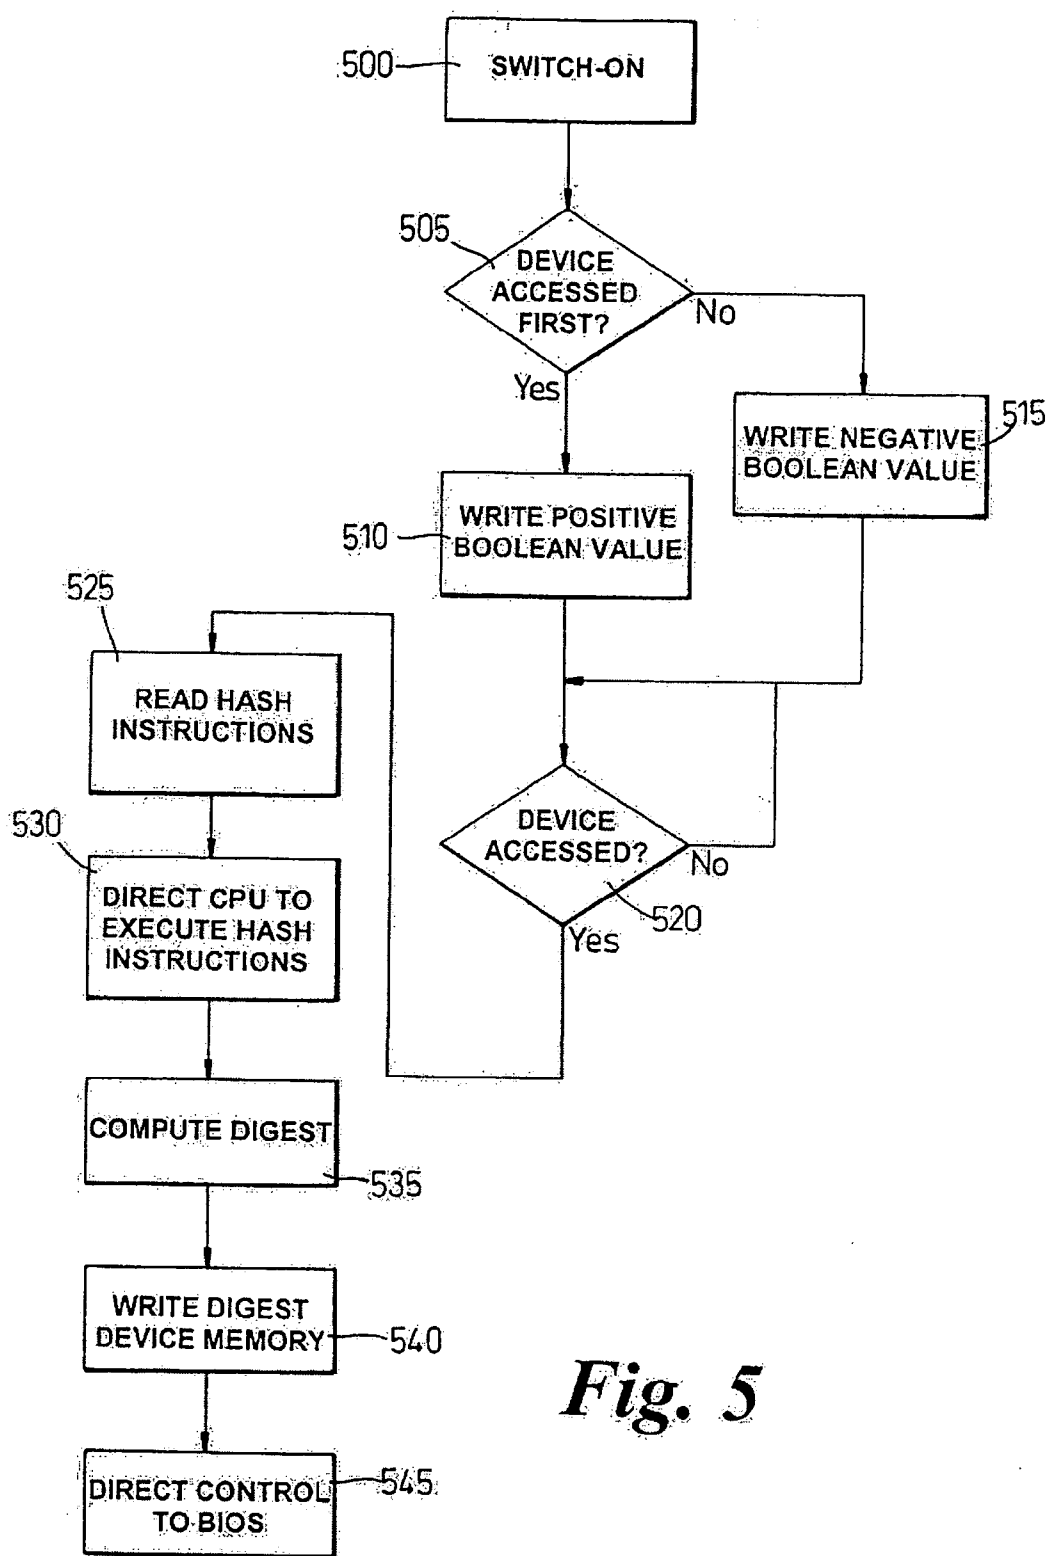 500
SWITCH-ON
505
DEVICE
ACCESSED
FIRST?
No
Yes
515
WRITE NEGATIVE
BOOLEAN VALUE
510
WRITE POSITIVE
BOOLEAN VALUE
525
READ HASH
INSTRUCTIONS
DEVICE
ACCESSED?
No
520
Yes
530
DIRECT CPU TO
EXECUTE HASH
INSTRUCTIONS
COMPUTE DIGEST
535
WRITE DIGEST
DEVICE MEMORY
540
DIRECT CONTROL
TO BIOS
545
Fig. 5